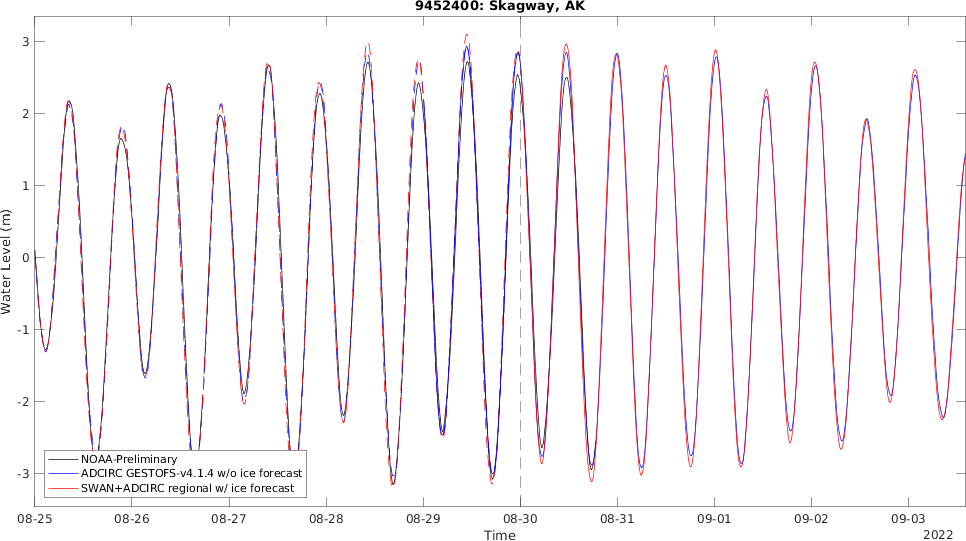 9452400: Skagway, AK
3
2
1
0
-1
-2
-3
Water Level (m)
NOAA-Preliminary
ADCIRC GESTOFS-v4.1.4 w/o ice forecast
SWAN+ADCIRC regional w/ ice forecast
08-25 08-26 08-27 08-28 08-29 08-30 08-31 09-01 09-02 09-03
Time
2022